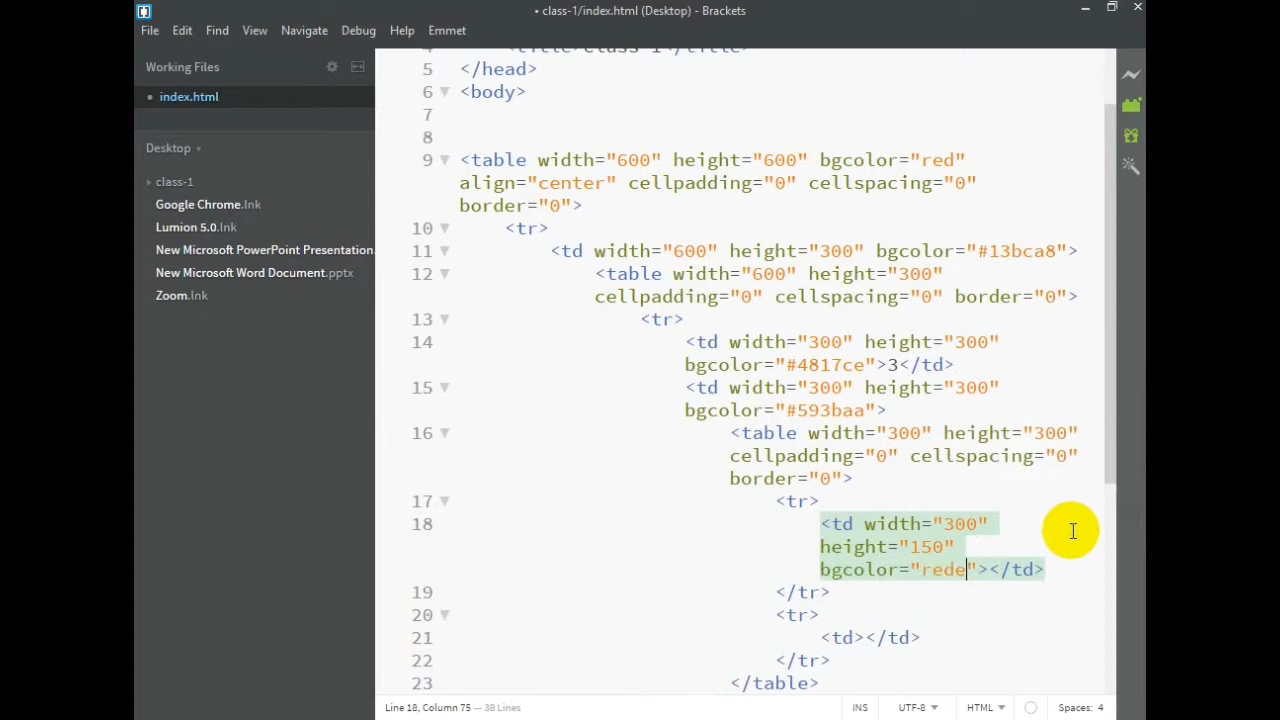 • class-1/index.html (Desktop) - Brackets
File Edit Find View Navigate Debug Help Emmet
Working Files
• index.html
Desktop
class-1
Google Chrome.lnk
Lumion 5.0.lnk
New Microsoft PowerPoint Presentation.
New Microsoft Word Document.pptx
Zoom.lnk
4 <title>class-1</title>
5 </head>
6 <body>
7
8
9 <table width="600" height="600" bgcolor="red"
align="center" cellpadding="0" cellspacing="0"
border="0">
10 <tr>
11 <td width="600" height="300" bgcolor="#13bca8">
12 <table width="600" height="300"
cellpadding="0" cellspacing="0" border="0">
13 <tr>
14 <td width="300" height="300"
bgcolor="#4817ce">3</td>
15 <td width="300" height="300"
bgcolor="#593baa">
16 <table width="300" height="300"
cellpadding="0" cellspacing="0"
border="0">
17 <tr>
18 <td width="300"
height="150"
bgcolor="rede"></td>
19 </tr>
20 <tr>
21 <td></td>
22 </tr>
23 </table>
Line 18, Column 75 — 38 Lines
INS UTF-8 HTML Spaces: 4